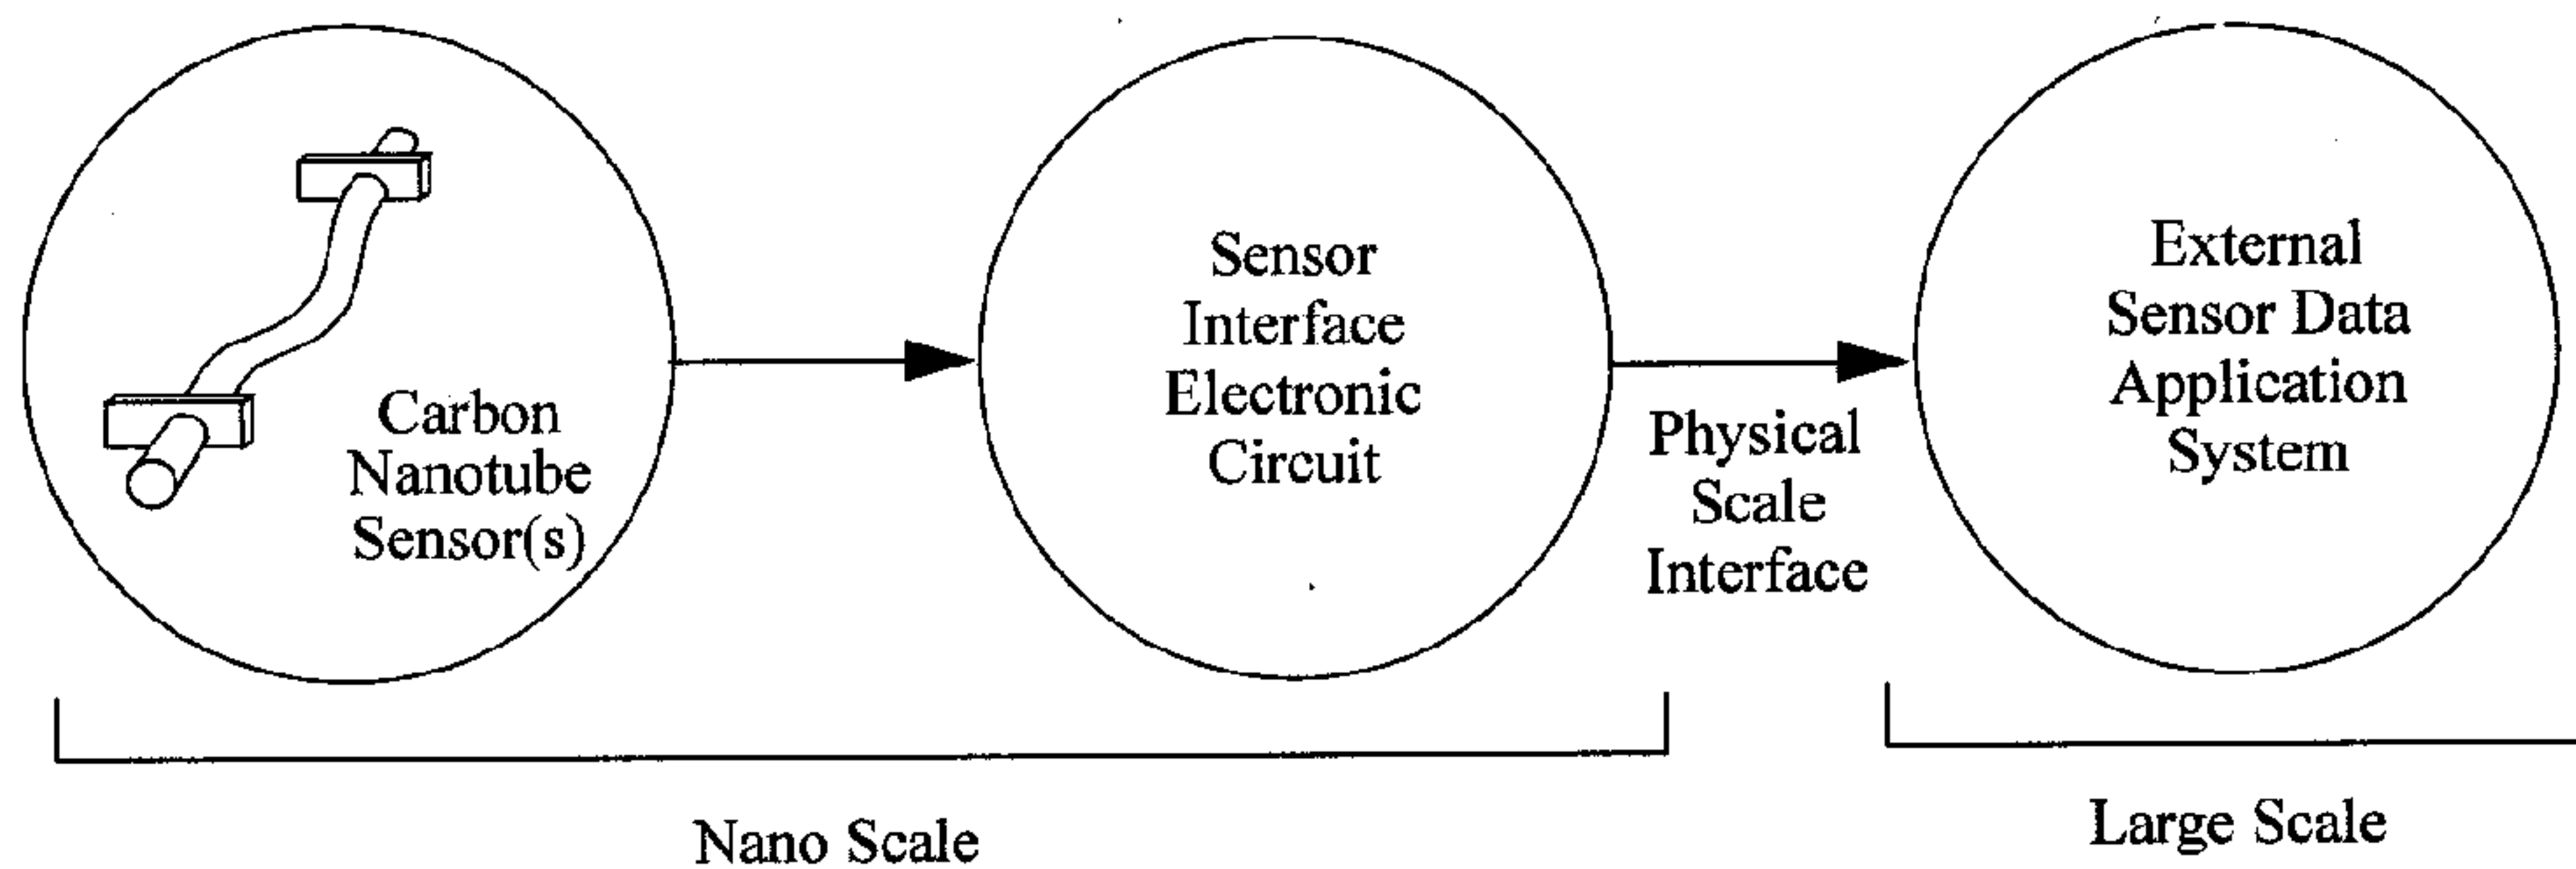 Carbon
Nanotube
Sensor(s)
Sensor
Interface
Electronic
Circuit
Physical
Scale
Interface
External
Sensor Data
Application
System
Nano Scale
Large Scale